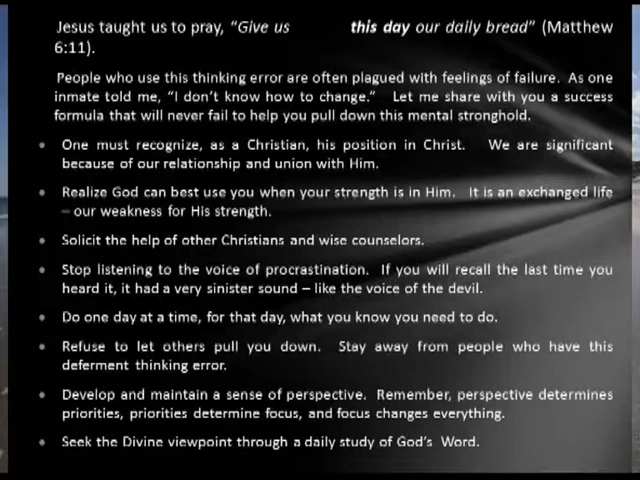 Jesus taught us to pray, “Give us this day our daily bread” (Matthew
6:11).
People who use this thinking error are often plagued with feelings of failure. As one
inmate told me, “I don’t know how to change.” Let me share with you a success
formula that will never fail to help you pull down this mental stronghold.
• One must recognize, as a Christian, his position in Christ. We are significant
because of our relationship and union with Him.
• Realize God can best use you when your strength is in Him. It is an exchanged life
– our weakness for His strength.
• Solicit the help of other Christians and wise counselors.
• Stop listening to the voice of procrastination. If you will recall the last time you
heard it, it had a very sinister sound – like the voice of the devil.
• Do one day at a time, for that day, what you know you need to do.
• Refuse to let others pull you down. Stay away from people who have this
deferment thinking error.
• Develop and maintain a sense of perspective. Remember, perspective determines
priorities, priorities determine focus, and focus changes everything.
• Seek the Divine viewpoint through a daily study of God’s Word.